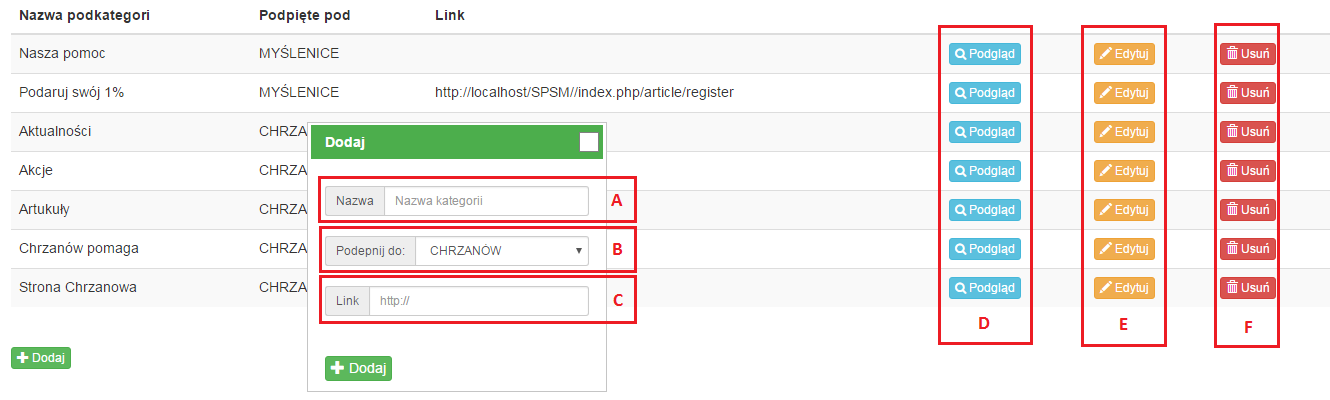 Nazwa podkategori Podpięte pod Link
Nasza pomoc MYŚLENICE Podgląd Edytuj Usuń
Podaruj swój 1% MYŚLENICE http://localhost/SPSM//index.php/article/register Podgląd Edytuj Usuń
Aktualności CHRZA Podgląd Edytuj Usuń
Dodaj
Akcje CHRZA Podgląd Edytuj Usuń
Nazwa Nazwa kategorii A
Artukuły CHRZA Podgląd Edytuj Usuń
Chrzanów pomaga CHRZA Podgląd Edytuj Usuń
Podepnij do: CHRZANÓW B
Strona Chrzanowa CHRZA Podgląd Edytuj Usuń
Link http:// C
D E F
Dodaj
Dodaj